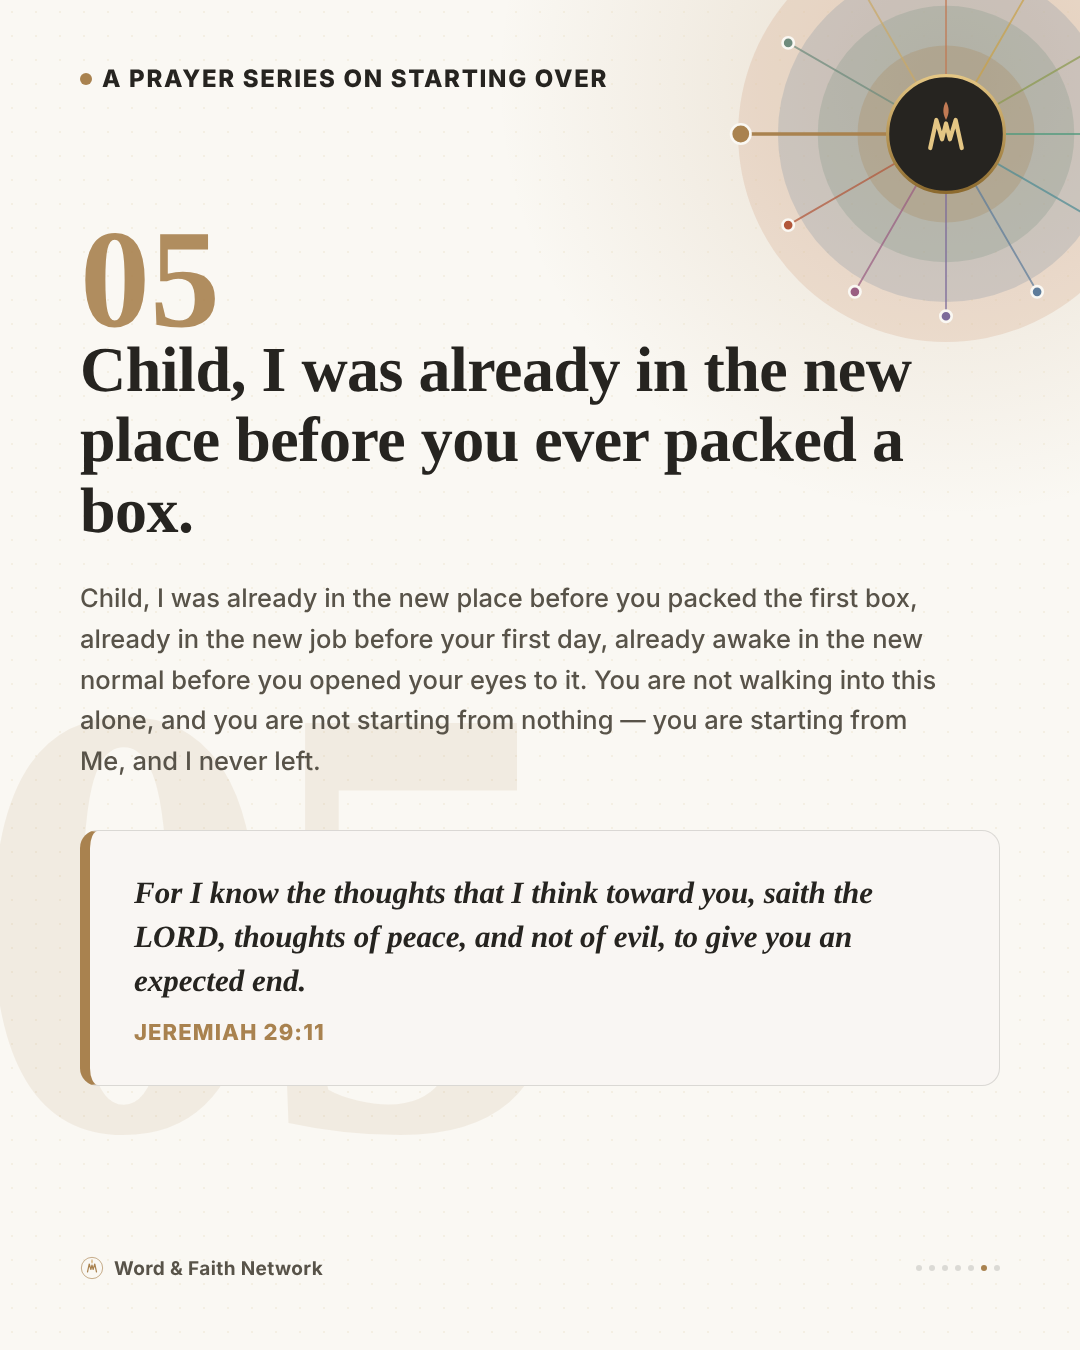 A PRAYER SERIES ON STARTING OVER
05
Child, I was already in the new
place before you ever packed a
box.
Child, I was already in the new place before you packed the first box,
already in the new job before your first day, already awake in the new
normal before you opened your eyes to it. You are not walking into this
alone, and you are not starting from nothing — you are starting from
Me, and I never left.
05
For I know the thoughts that I think toward you, saith the
LORD, thoughts of peace, and not of evil, to give you an
expected end.
JEREMIAH 29:11
Word & Faith Network